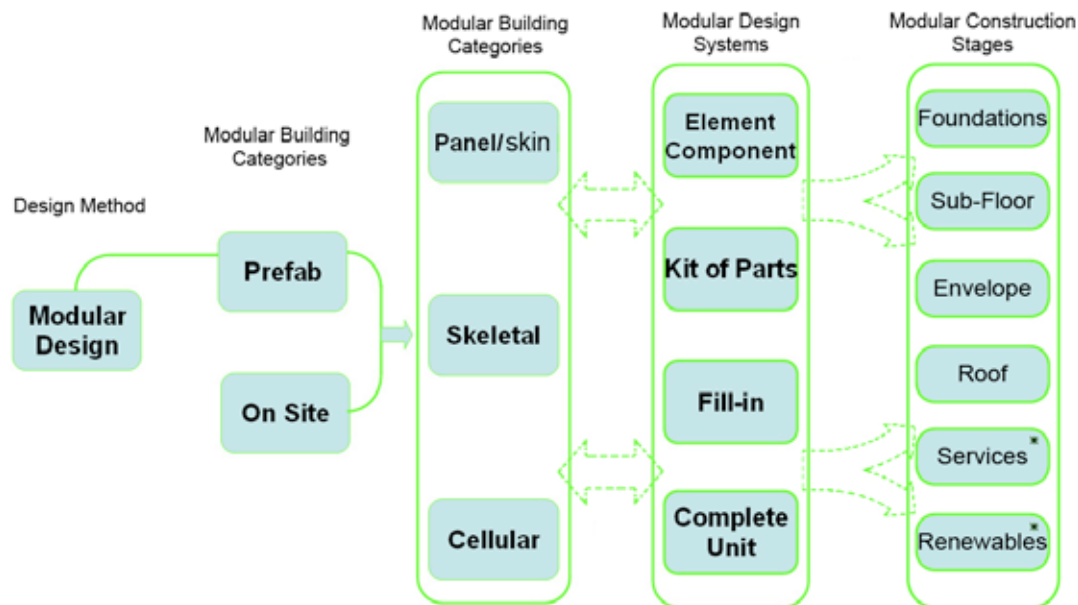 Modular Building
Categories
Modular Design
Systems
Modular Construction
Stages
Modular Building
Categories
Design Method
Modular
Design
Prefab
On Site
Panel/skin
Skeletal
Cellular
Element
Component
Kit of Parts
Fill-in
Complete
Unit
Foundations
Sub-Floor
Envelope
Roof
Services*
Renewables*